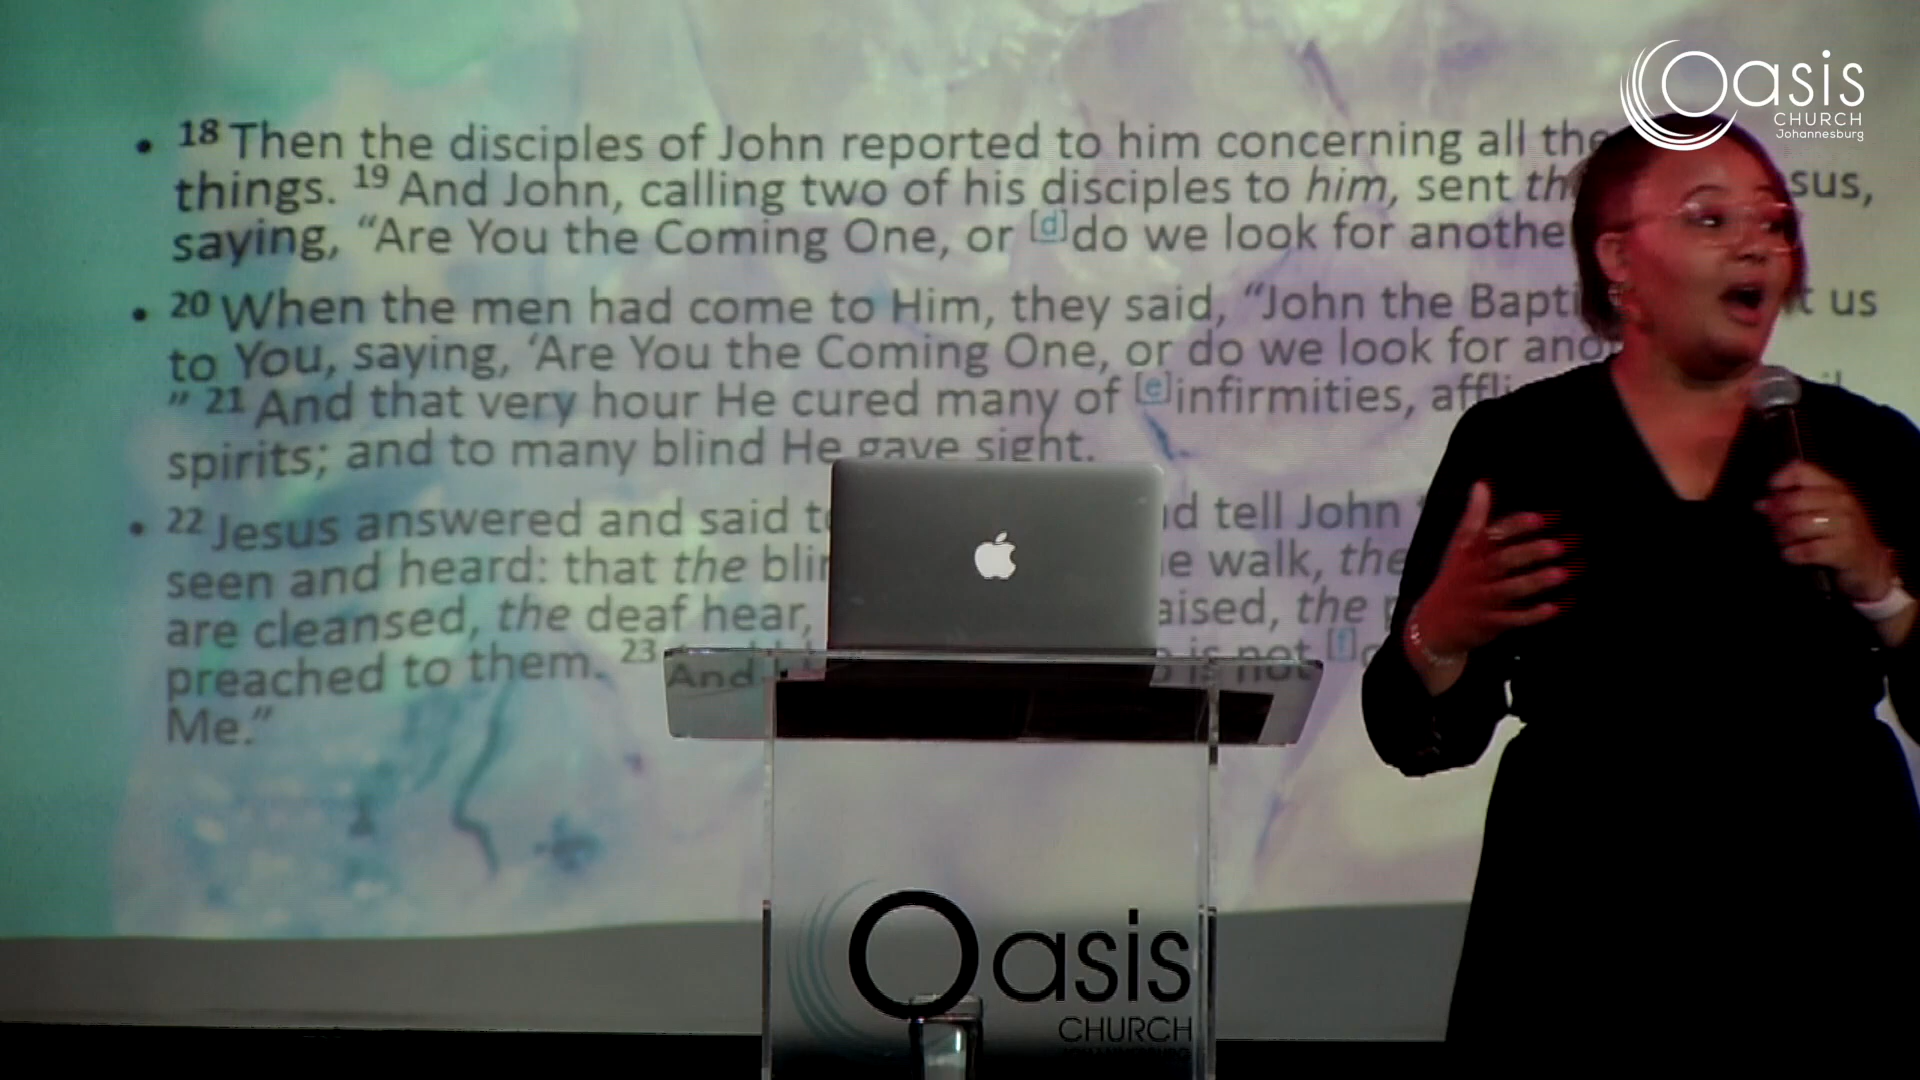 Oasis
CHURCH
Johannesburg
• 18 Then the disciples of John reported to him concerning all
things. 19 And John, calling two of his disciples to him, sent
saying, “Are You the Coming One, or [d]do we look for
• 20 When the men had come to Him, they said, “John the us
to You, saying, ‘Are You the Coming One, or do we look for
” 21 And that very hour He cured many of [e]infirmities,
spirits; and to many blind He gave sight.
• 22 Jesus answered and said tell John
seen and heard: that the walk, the
are cleansed, the deaf hear, the
preached to them. 23 And is not [f]
Me.”
Oasis
CHURCH